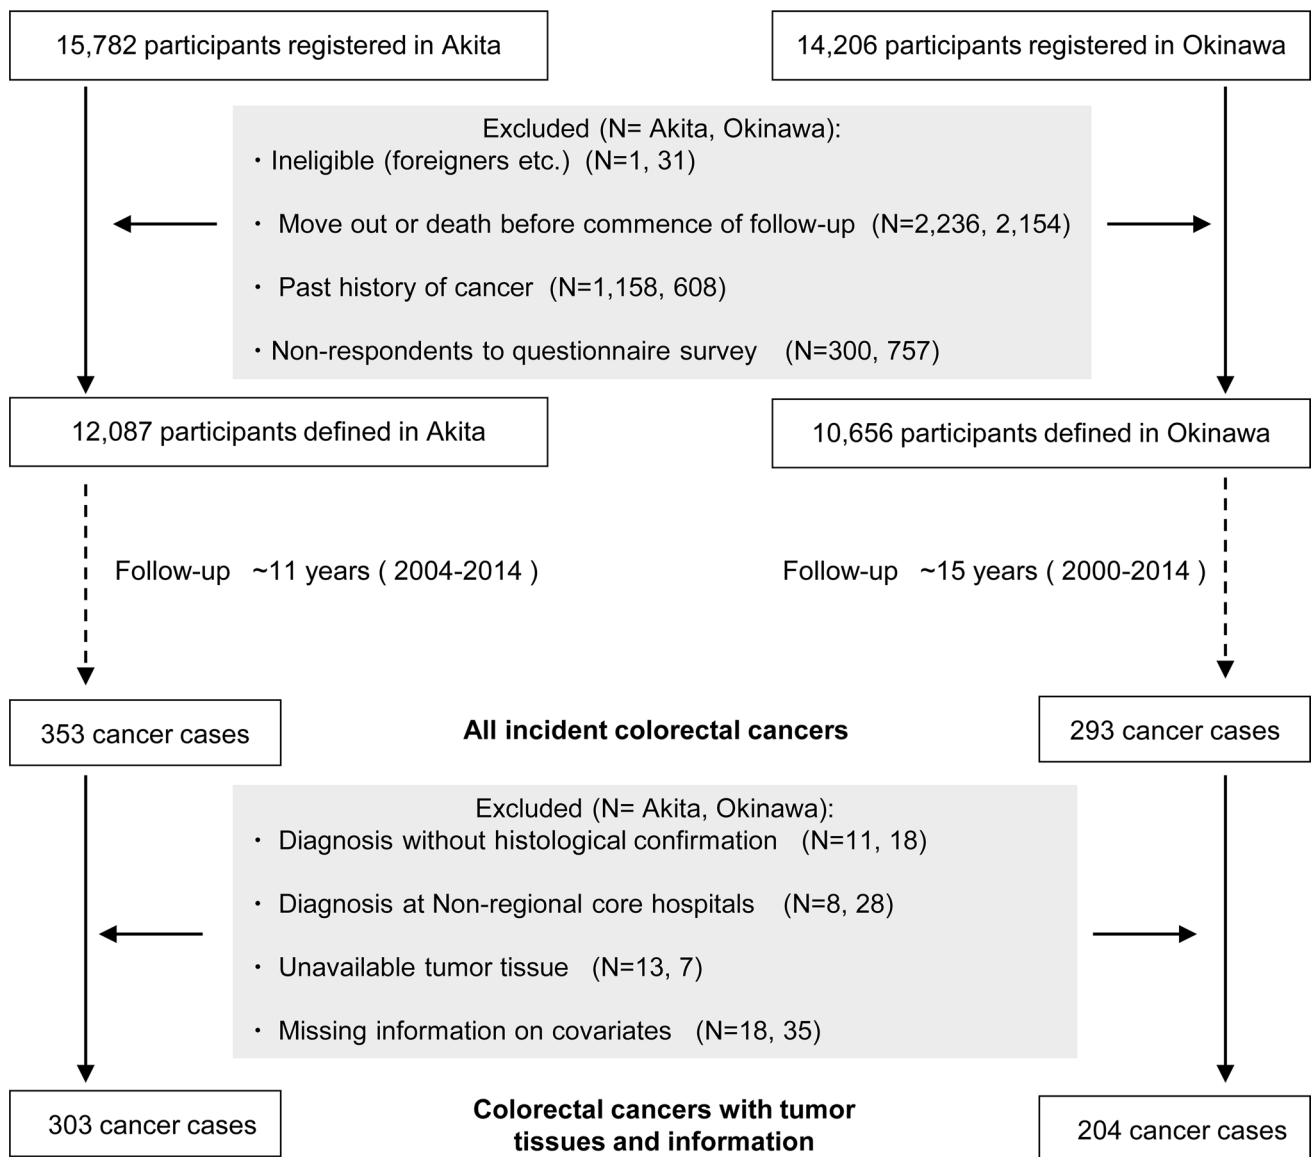 15,782 participants registered in Akita
14,206 participants registered in Okinawa
Excluded (N= Akita, Okinawa):
・Ineligible (foreigners etc.) (N=1, 31)
・ Move out or death before commence of follow-up (N=2,236, 2,154)
・ Past history of cancer (N=1,158, 608)
・Non-respondents to questionnaire survey (N=300, 757)
12,087 participants defined in Akita
10,656 participants defined in Okinawa
Follow-up ~11 years ( 2004-2014 )
Follow-up ~15 years ( 2000-2014 )
353 cancer cases
All incident colorectal cancers
293 cancer cases
Excluded (N= Akita, Okinawa):
・ Diagnosis without histological confirmation (N=11, 18)
・ Diagnosis at Non-regional core hospitals (N=8, 28)
・ Unavailable tumor tissue (N=13, 7)
・ Missing information on covariates (N=18, 35)
303 cancer cases
Colorectal cancers with tumor
tissues and information
204 cancer cases